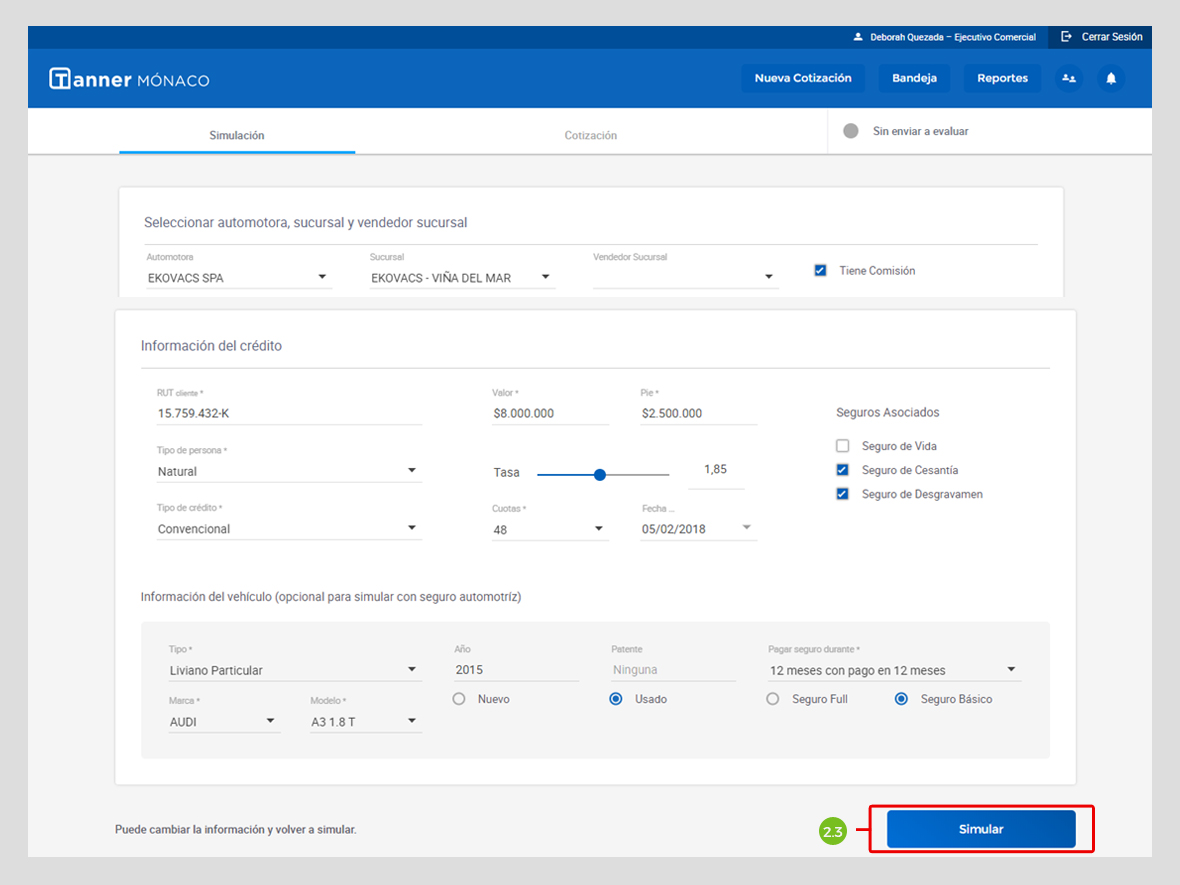 Deborah Quezada – Ejecutivo Comercial
Cerrar Sesión
Tanner MÓNACO
Nueva Cotización
Bandeja
Reportes
Simulación
Cotización
Sin enviar a evaluar
Seleccionar automotora, sucursal y vendedor sucursal
Automotora
Sucursal
Vendedor Sucursal
EKOVACS SPA
EKOVACS - VIÑA DEL MAR
Tiene Comisión
Información del crédito
RUT cliente *
Valor *
Pie *
15.759.432-K
$8.000.000
$2.500.000
Seguros Asociados
Seguro de Vida
Tipo de persona *
Natural
Tasa
1,85
Seguro de Cesantía
Seguro de Desgravamen
Tipo de crédito *
Cuotas *
Fecha ...
Convencional
48
05/02/2018
Información del vehículo (opcional para simular con seguro automotríz)
Tipo *
Año
Patente
Pagar seguro durante *
Liviano Particular
2015
Ninguna
12 meses con pago en 12 meses
Marca *
Modelo *
Nuevo
Usado
Seguro Full
Seguro Básico
AUDI
A3 1.8 T
Puede cambiar la información y volver a simular.
2.3
Simular